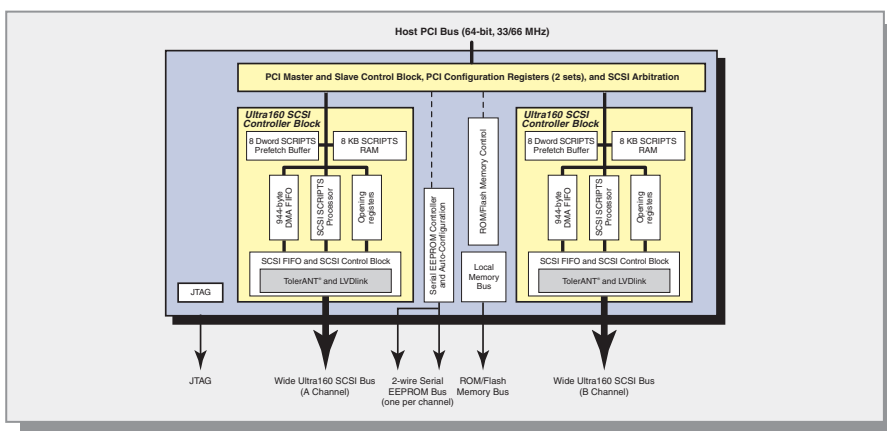 Host PCI Bus (64-bit, 33/66 MHz)
PCI Master and Slave Control Block, PCI Configuration Registers (2 sets), and SCSI Arbitration
Ultra160 SCSI
Controller Block
8 Dword SCRIPTS
Prefetch Buffer
8 KB SCRIPTS
RAM
944-byte
DMA FIFO
SCSI SCRIPTS
Processor
Opening
registers
SCSI FIFO and SCSI Control Block
TolerANT® and LVDlink
Serial EEPROM Controller
and Auto-Configuration
ROM/Flash Memory Control
Local
Memory
Bus
Ultra160 SCSI
Controller Block
8 Dword SCRIPTS
Prefetch Buffer
8 KB SCRIPTS
RAM
944-byte
DMA FIFO
SCSI SCRIPTS
Processor
Opening
registers
SCSI FIFO and SCSI Control Block
TolerANT® and LVDlink
JTAG
JTAG
Wide Ultra160 SCSI Bus
(A Channel)
2-wire Serial
EEPROM Bus
(one per channel)
ROM/Flash
Memory Bus
Wide Ultra160 SCSI Bus
(B Channel)